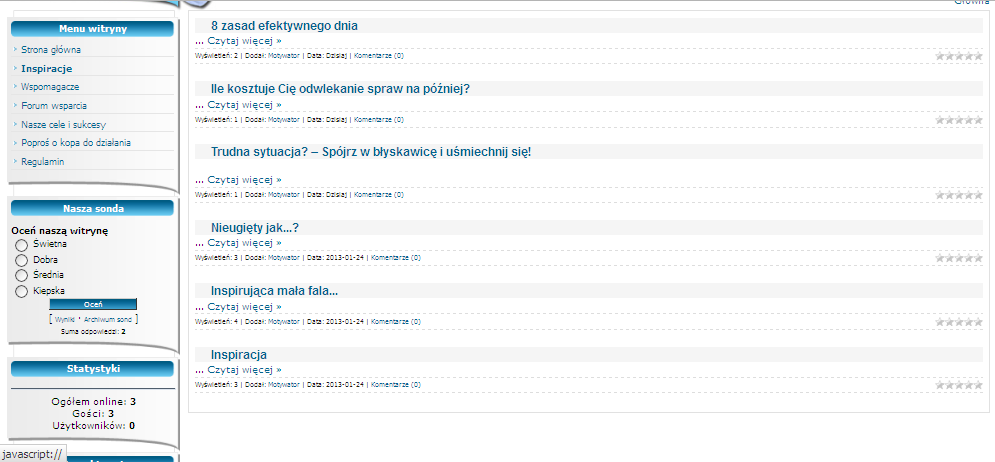 Główna
Menu witryny
Strona główna
Inspiracje
Wspomagacze
Forum wsparcia
Nasze cele i sukcesy
Poproś o kopa do działania
Regulamin
Nasza sonda
Oceń naszą witrynę
Świetna
Dobra
Średnia
Kiepska
Oceń
[ Wyniki · Archiwum sond ]
Suma odpowiedzi: 2
Statystyki
Ogółem online: 3
Gości: 3
Użytkowników: 0
javascript://
8 zasad efektywnego dnia
... Czytaj więcej »
Wyświetleń: 2 | Dodał: Motywator | Data: Dzisiaj | Komentarze (0)
Ile kosztuje Cię odwlekanie spraw na później?
... Czytaj więcej »
Wyświetleń: 1 | Dodał: Motywator | Data: Dzisiaj | Komentarze (0)
Trudna sytuacja? – Spójrz w błyskawicę i uśmiechnij się!
... Czytaj więcej »
Wyświetleń: 1 | Dodał: Motywator | Data: Dzisiaj | Komentarze (0)
Nieugięty jak...?
... Czytaj więcej »
Wyświetleń: 3 | Dodał: Motywator | Data: 2013-01-24 | Komentarze (0)
Inspirująca mała fala...
... Czytaj więcej »
Wyświetleń: 4 | Dodał: Motywator | Data: 2013-01-24 | Komentarze (0)
Inspiracja
... Czytaj więcej »
Wyświetleń: 3 | Dodał: Motywator | Data: 2013-01-24 | Komentarze (0)